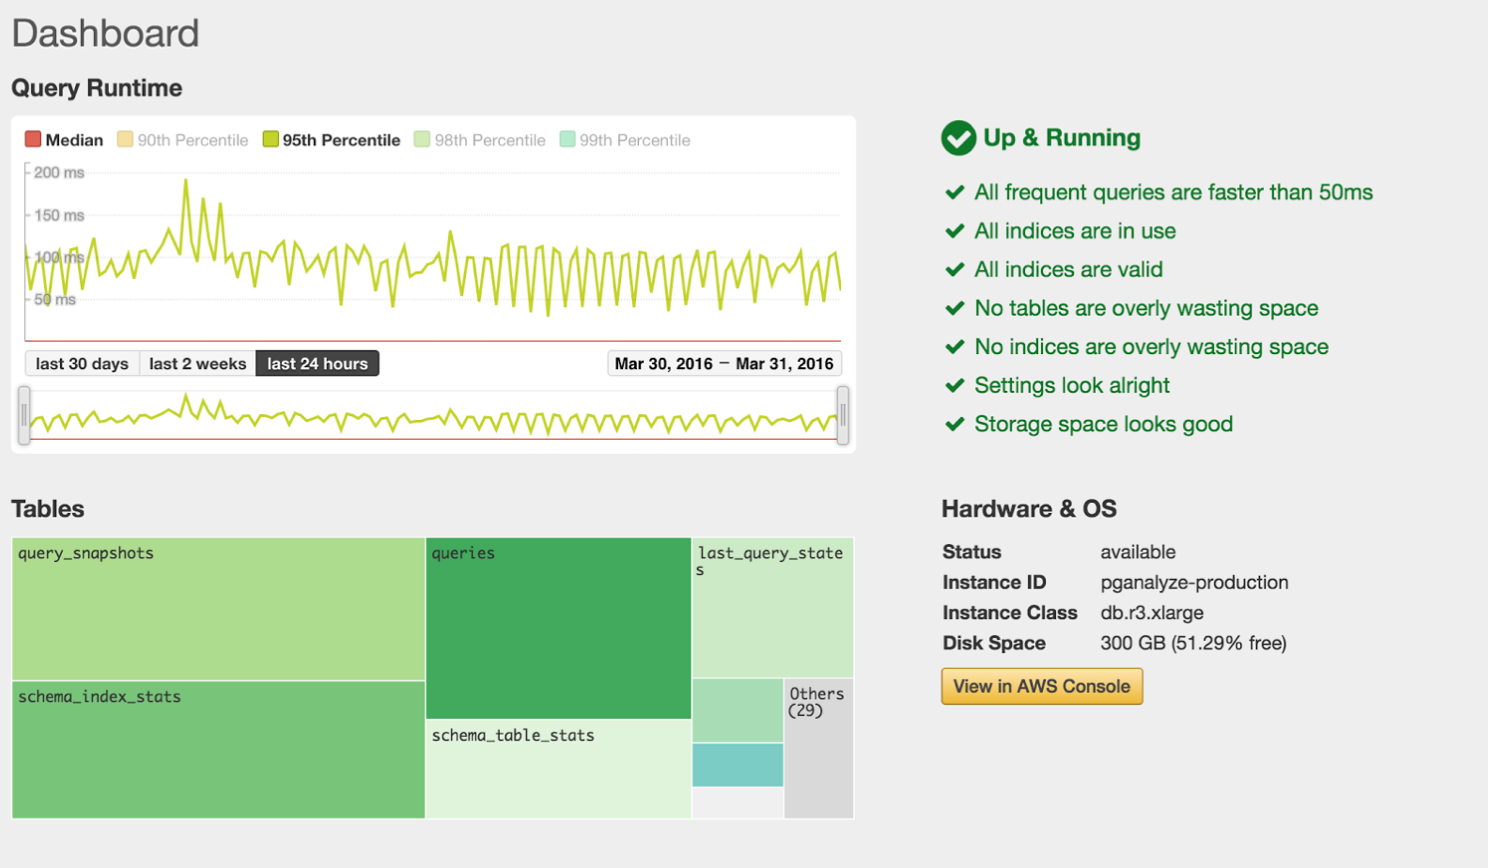 Dashboard
Query Runtime
Median 90th Percentile 95th Percentile 98th Percentile 99th Percentile
200 ms
150 ms
100 ms
50 ms
last 30 days last 2 weeks last 24 hours
Mar 30, 2016 – Mar 31, 2016
Up & Running
All frequent queries are faster than 50ms
All indices are in use
All indices are valid
No tables are overly wasting space
No indices are overly wasting space
Settings look alright
Storage space looks good
Tables
query_snapshots
queries
last_query_state
s
schema_index_stats
schema_table_stats
Others
(29)
Hardware & OS
Status available
Instance ID pganalyze-production
Instance Class db.r3.xlarge
Disk Space 300 GB (51.29% free)
View in AWS Console